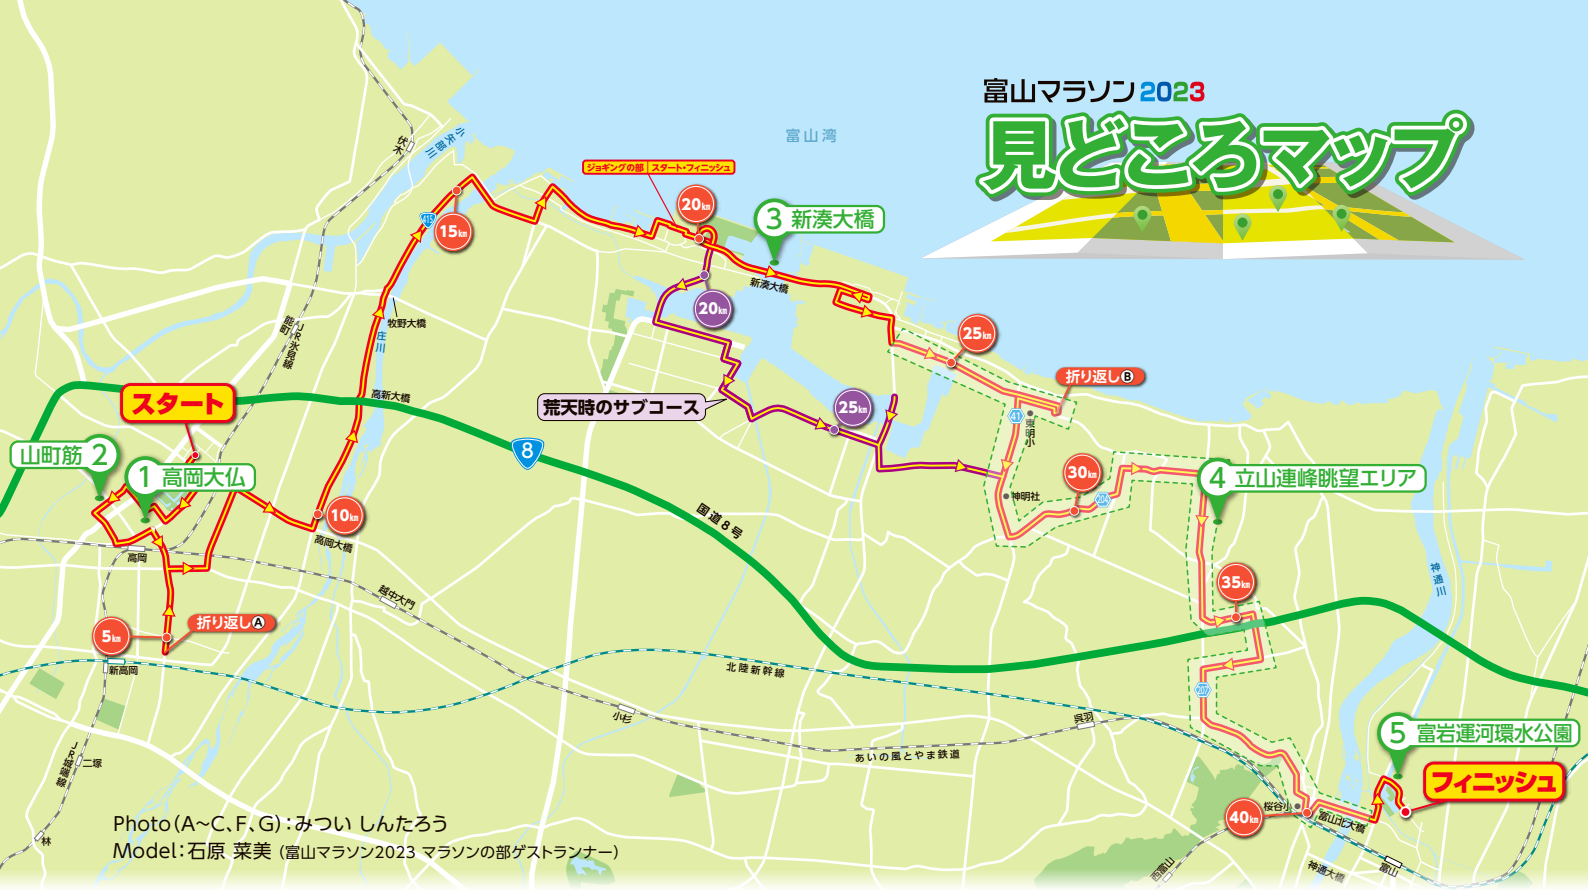 富山マラソン2023
見どころマップ
富山湾
小矢部川
伏木
ジョギングの部 スタート・フィニッシュ
20km
3 新湊大橋
415
15km
新湊大橋
20km
牧野大橋
能町
JR氷見線
庄川
25km
折り返しB
スタート
高新大橋
荒天時のサブコース
25km
41
東明小
8
山町筋 2
1 高岡大仏
30km
4 立山連峰眺望エリア
神明社
10km
国道8号
高岡大橋
高岡
越中大門
35km
神通川
5km
折り返しA
新高岡
北陸新幹線
207
小杉
呉羽
あいの風とやま鉄道
5 富岩運河環水公園
JR城端線
二塚
フィニッシュ
桜谷小
40km
富山北大橋
Photo(A~C、F、G):みつい しんたろう
Model:石原 菜美 (富山マラソン2023 マラソンの部ゲストランナー)
林
西富山
神通大橋
富山